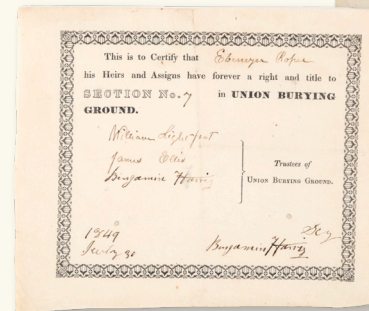 This is to Certify that Ebenezer Roper
his Heirs and Assigns have forever a right and title to
SECTION No. 7 in UNION BURYING
GROUND.
William Lightfoot
James Ellis
Benjamin Harris
Trustees of
UNION BURYING GROUND.
1849
July 30
Benjamin Harris